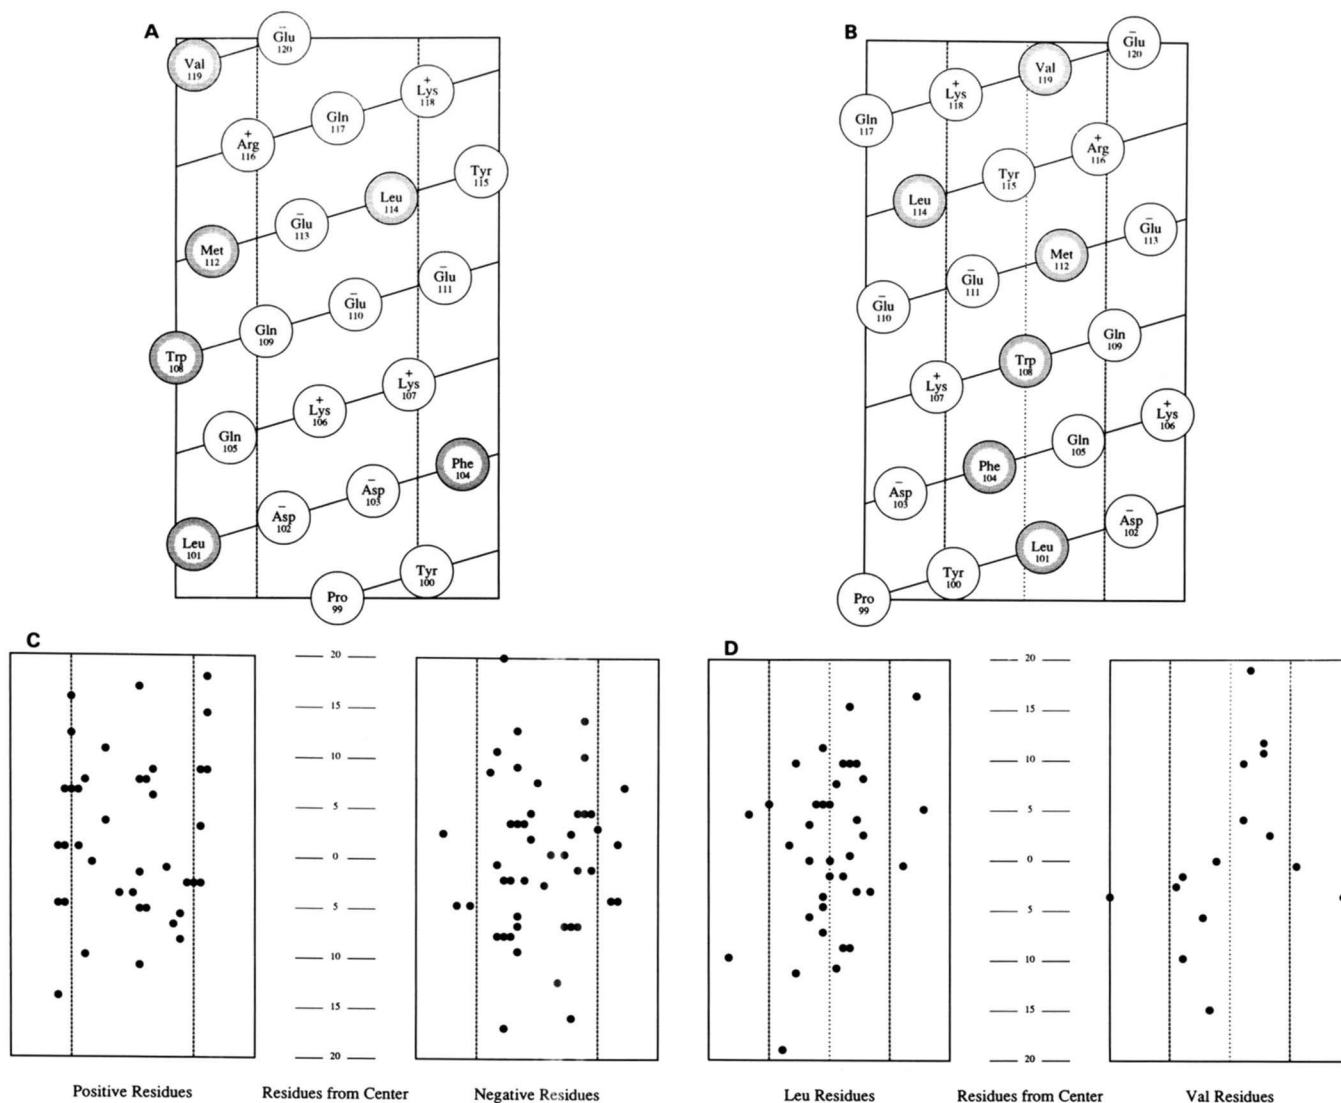 A
Val
119
−
Glu
120
+
Lys
118
Gln
117
+
Arg
116
Tyr
115
Leu
114
−
Glu
113
Met
112
−
Glu
111
−
Glu
110
Gln
109
Trp
108
+
Lys
107
+
Lys
106
Gln
105
Phe
104
−
Asp
103
−
Asp
102
Leu
101
Tyr
100
Pro
99
B
−
Glu
120
Val
119
+
Lys
118
Gln
117
+
Arg
116
Tyr
115
Leu
114
−
Glu
113
Met
112
−
Glu
111
−
Glu
110
Gln
109
Trp
108
+
Lys
107
+
Lys
106
Gln
105
Phe
104
−
Asp
103
−
Asp
102
Leu
101
Tyr
100
Pro
99
C
20
15
10
5
0
5
10
15
20
Positive Residues
Residues from Center
Negative Residues
D
20
15
10
5
0
5
10
15
20
Leu Residues
Residues from Center
Val Residues